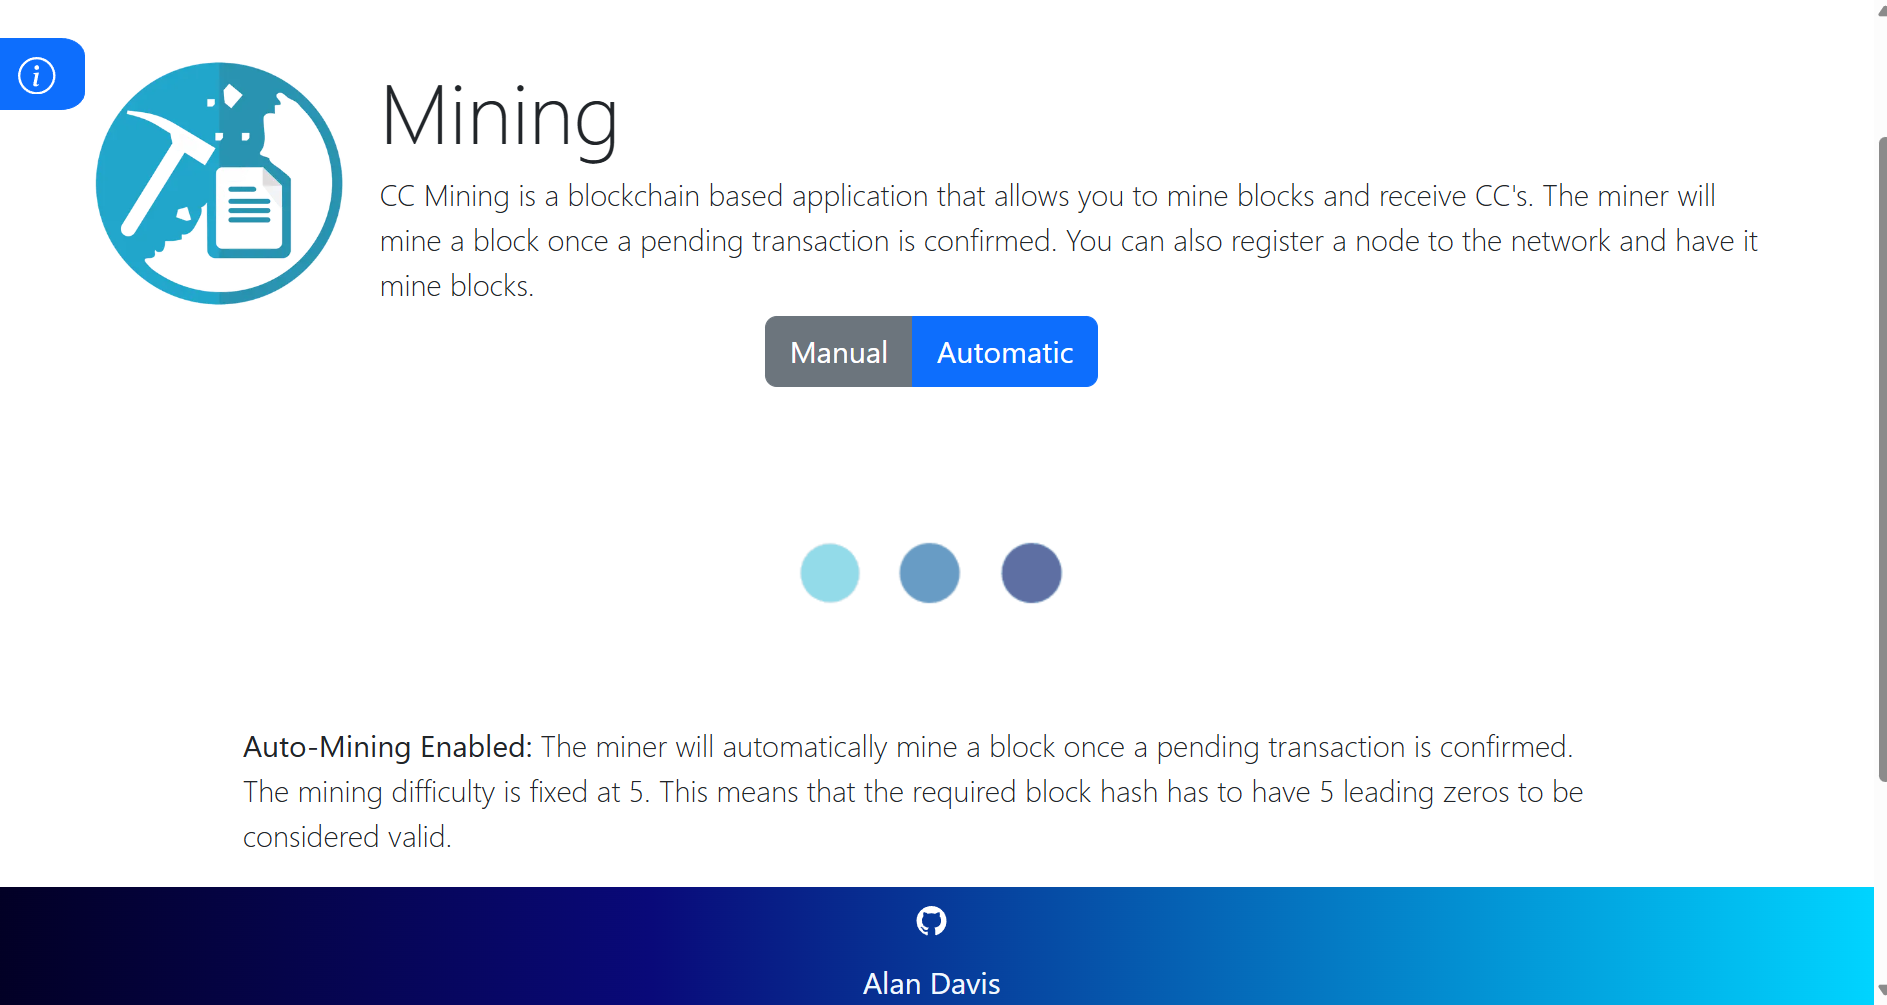 Mining
CC Mining is a blockchain based application that allows you to mine blocks and receive CC's. The miner will
mine a block once a pending transaction is confirmed. You can also register a node to the network and have it
mine blocks.
Manual Automatic
Auto-Mining Enabled: The miner will automatically mine a block once a pending transaction is confirmed.
The mining difficulty is fixed at 5. This means that the required block hash has to have 5 leading zeros to be
considered valid.
Alan Davis